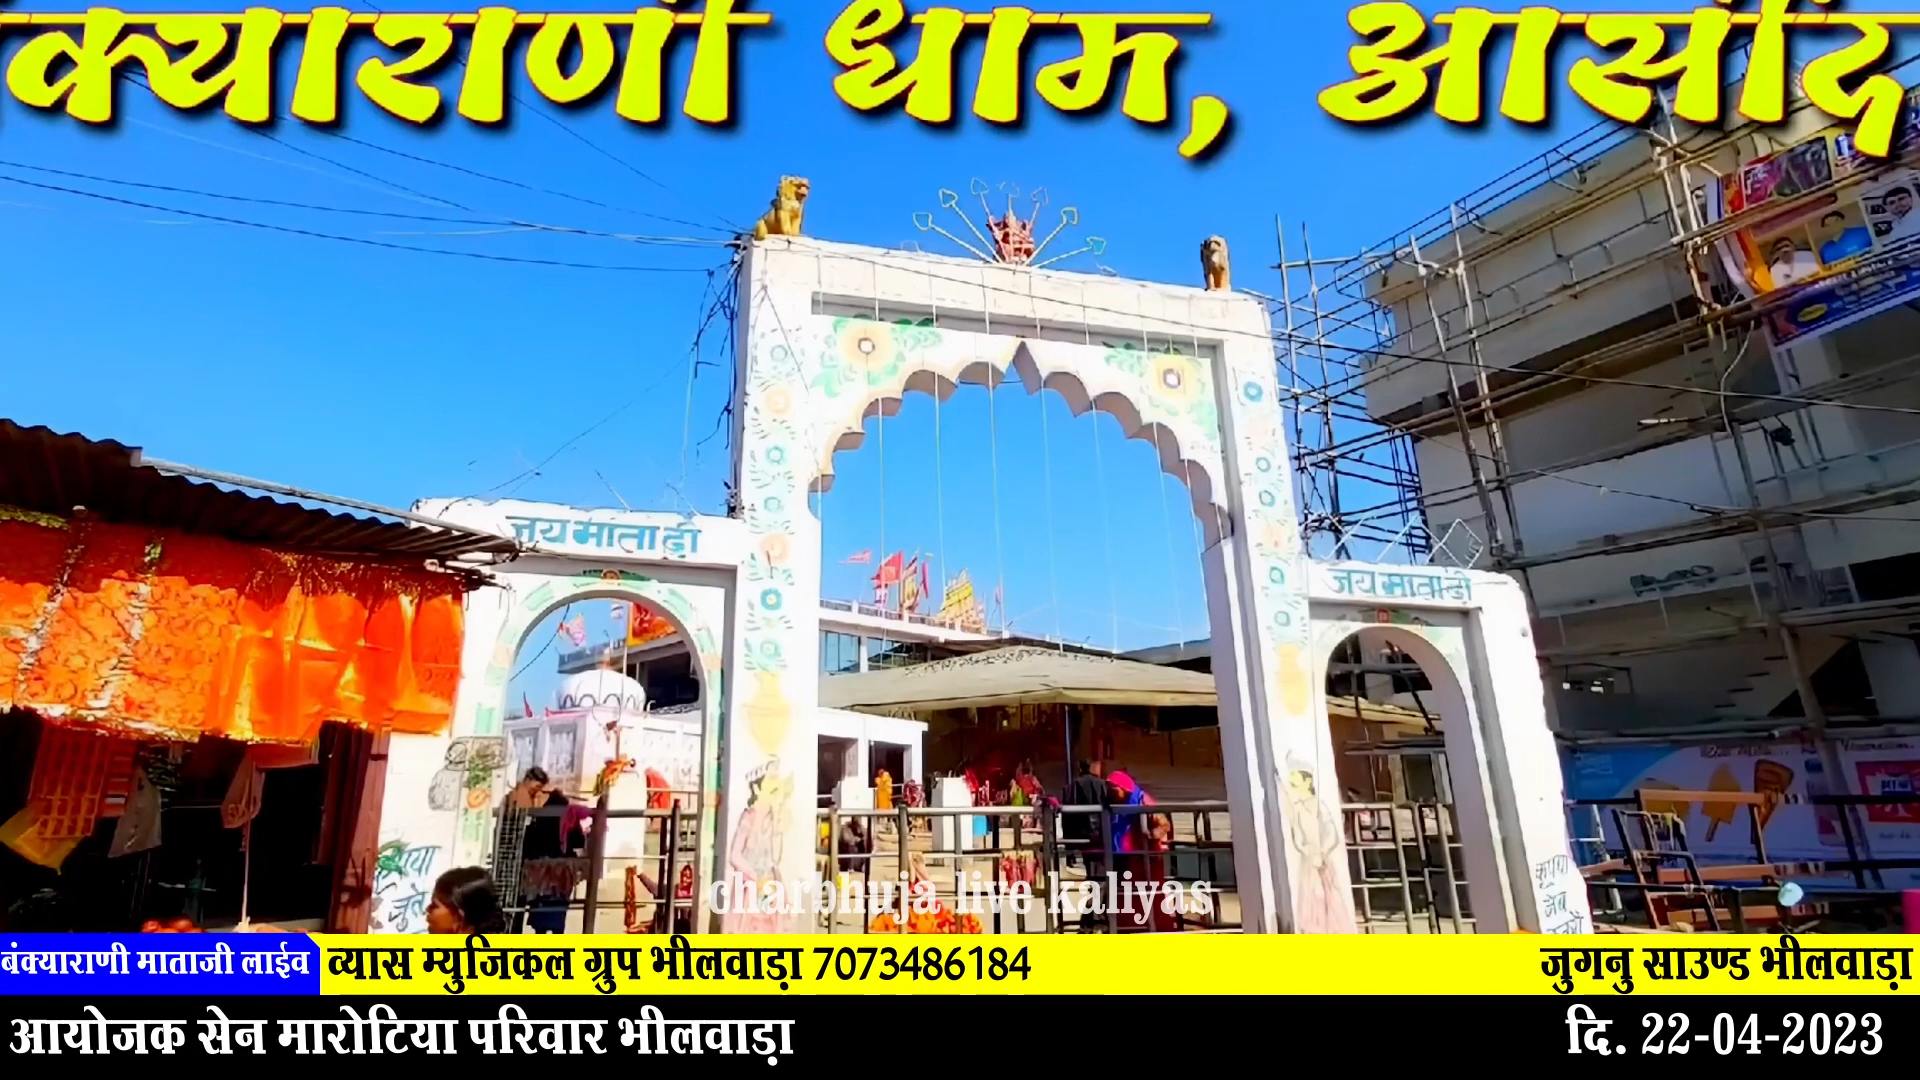 क्याराणी धाम, आसींद
जय माता दी
जय माता दी
कृपया
जेब
charbhuja live kaliyas
बंक्याराणी माताजी लाईव
व्यास म्युजिकल ग्रुप भीलवाड़ा 7073486184
जुगनु साउण्ड भीलवाड़ा
आयोजक सेन मारोटिया परिवार भीलवाड़ा
दि. 22-04-2023